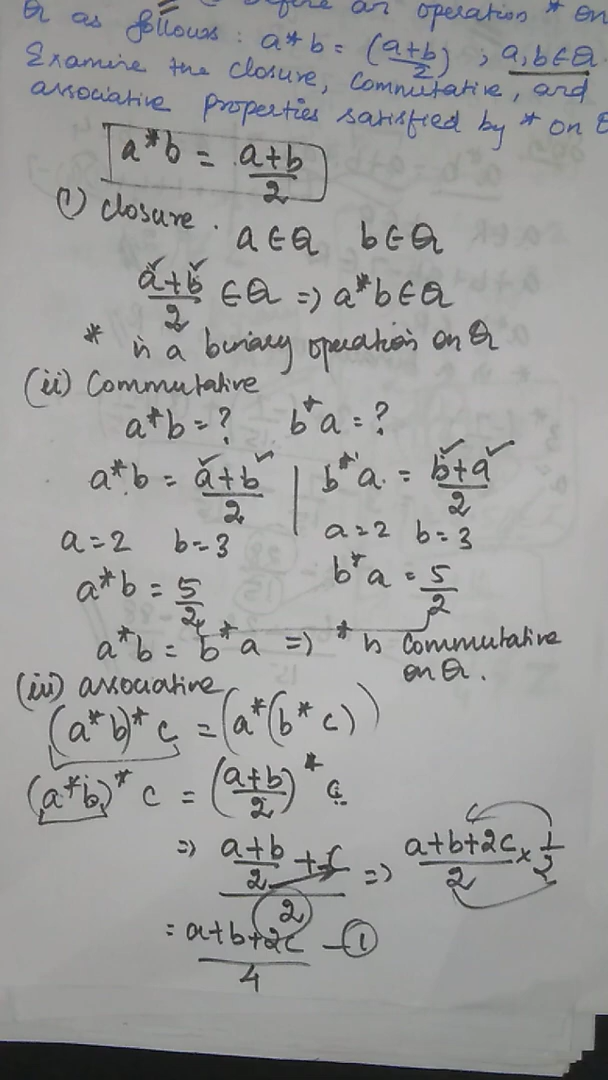 Q as follows : a*b = (a+b/2) ; a,b∈Q.
Examine the closure, Commutative, and
associative properties satisfied by * on Q
a*b = a+b/2
(i) closure. a∈Q b∈Q
a+b/2 ∈Q => a*b∈Q
* is a binary operation on Q
(ii) Commutative
a*b = ? b*a = ?
a*b = a+b/2 | b*a = b+a/2
a=2 b=3 a=2 b=3
a*b = 5/2 b*a = 5/2
a*b = b*a => * is Commutative
on Q.
(iii) associative
(a*b)*c = (a*(b*c))
(a*b)*c = (a+b/2)*c
=> a+b/2 + c / 2 => a+b+2c/2 × 1/2
= a+b+2c/4 —①